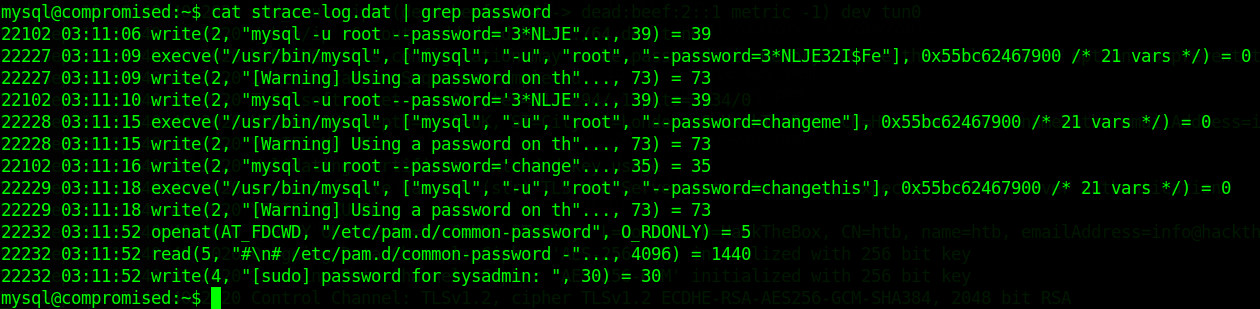 mysql@compromised:~$ cat strace-log.dat | grep password
22102 03:11:06 write(2, "mysql -u root --password='3*NLJE"..., 39) = 39
22227 03:11:09 execve("/usr/bin/mysql", ["mysql", "-u", "root", "--password=3*NLJE32I$Fe"], 0x55bc62467900 /* 21 vars */) = 0
22227 03:11:09 write(2, "[Warning] Using a password on th"..., 73) = 73
22102 03:11:10 write(2, "mysql -u root --password='3*NLJE"..., 39) = 39
22228 03:11:15 execve("/usr/bin/mysql", ["mysql", "-u", "root", "--password=changeme"], 0x55bc62467900 /* 21 vars */) = 0
22228 03:11:15 write(2, "[Warning] Using a password on th"..., 73) = 73
22102 03:11:16 write(2, "mysql -u root --password='change"..., 35) = 35
22229 03:11:18 execve("/usr/bin/mysql", ["mysql", "-u", "root", "--password=changethis"], 0x55bc62467900 /* 21 vars */) = 0
22229 03:11:18 write(2, "[Warning] Using a password on th"..., 73) = 73
22232 03:11:52 openat(AT_FDCWD, "/etc/pam.d/common-password", O_RDONLY) = 5
22232 03:11:52 read(5, "#\n# /etc/pam.d/common-password -"..., 4096) = 1440
22232 03:11:52 write(4, "[sudo] password for sysadmin: ", 30) = 30
mysql@compromised:~$